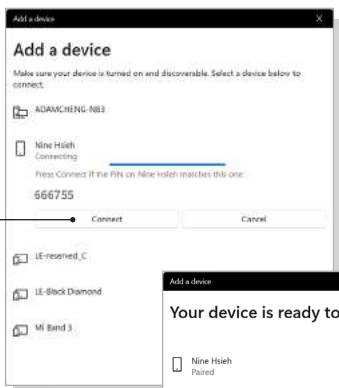 Add a device
X
Add a device
Make sure your device is turned on and discoverable. Select a device below to
connect.
ADAMCHENG-NB3
Nine Hsieh
Connecting
Press Connect if the PIN on Nine Hsieh matches this one.
666755
Connect
Cancel
LE-reserved_C
LE-Black Diamond
Mi Band 3
Add a device
Your device is ready to
Nine Hsieh
Paired